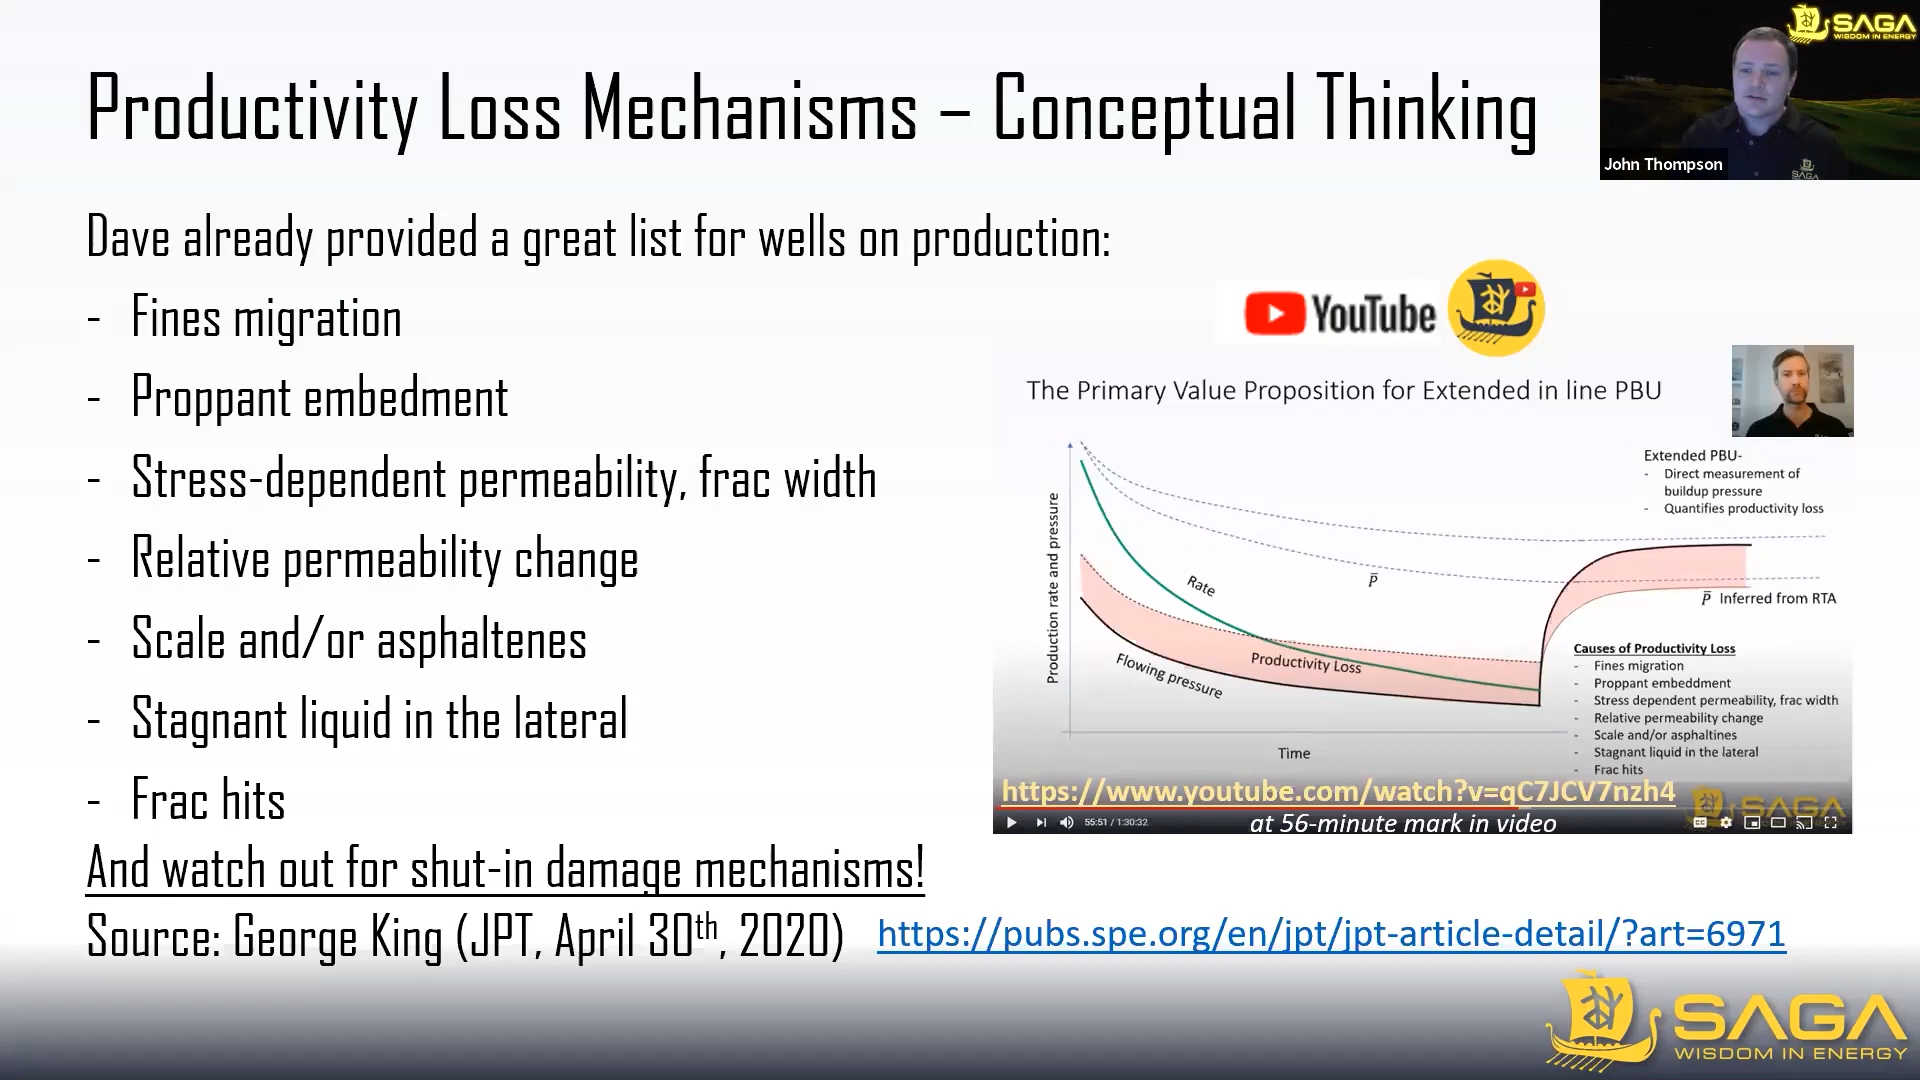 Productivity Loss Mechanisms – Conceptual Thinking
SAGA
WISDOM IN ENERGY
John Thompson
SAGA
Dave already provided a great list for wells on production:
- Fines migration
- Proppant embedment
- Stress-dependent permeability, frac width
- Relative permeability change
- Scale and/or asphaltenes
- Stagnant liquid in the lateral
- Frac hits
And watch out for shut-in damage mechanisms!
Source: George King (JPT, April 30th, 2020) https://pubs.spe.org/en/jpt/jpt-article-detail/?art=6971
YouTube
The Primary Value Proposition for Extended in line PBU
Production rate and pressure
Rate
P̄
Flowing pressure
Productivity Loss
Time
Extended PBU-
- Direct measurement of
buildup pressure
- Quantifies productivity loss
P̄ Inferred from RTA
Causes of Productivity Loss
- Fines migration
- Proppant embeddment
- Stress dependent permeability, frac width
- Relative permeability change
- Scale and/or asphaltines
- Stagnant liquid in the lateral
- Frac hits
https://www.youtube.com/watch?v=qC7JCV7nzh4
SAGA
55:51 / 1:30:32
at 56-minute mark in video
CC
SAGA
WISDOM IN ENERGY